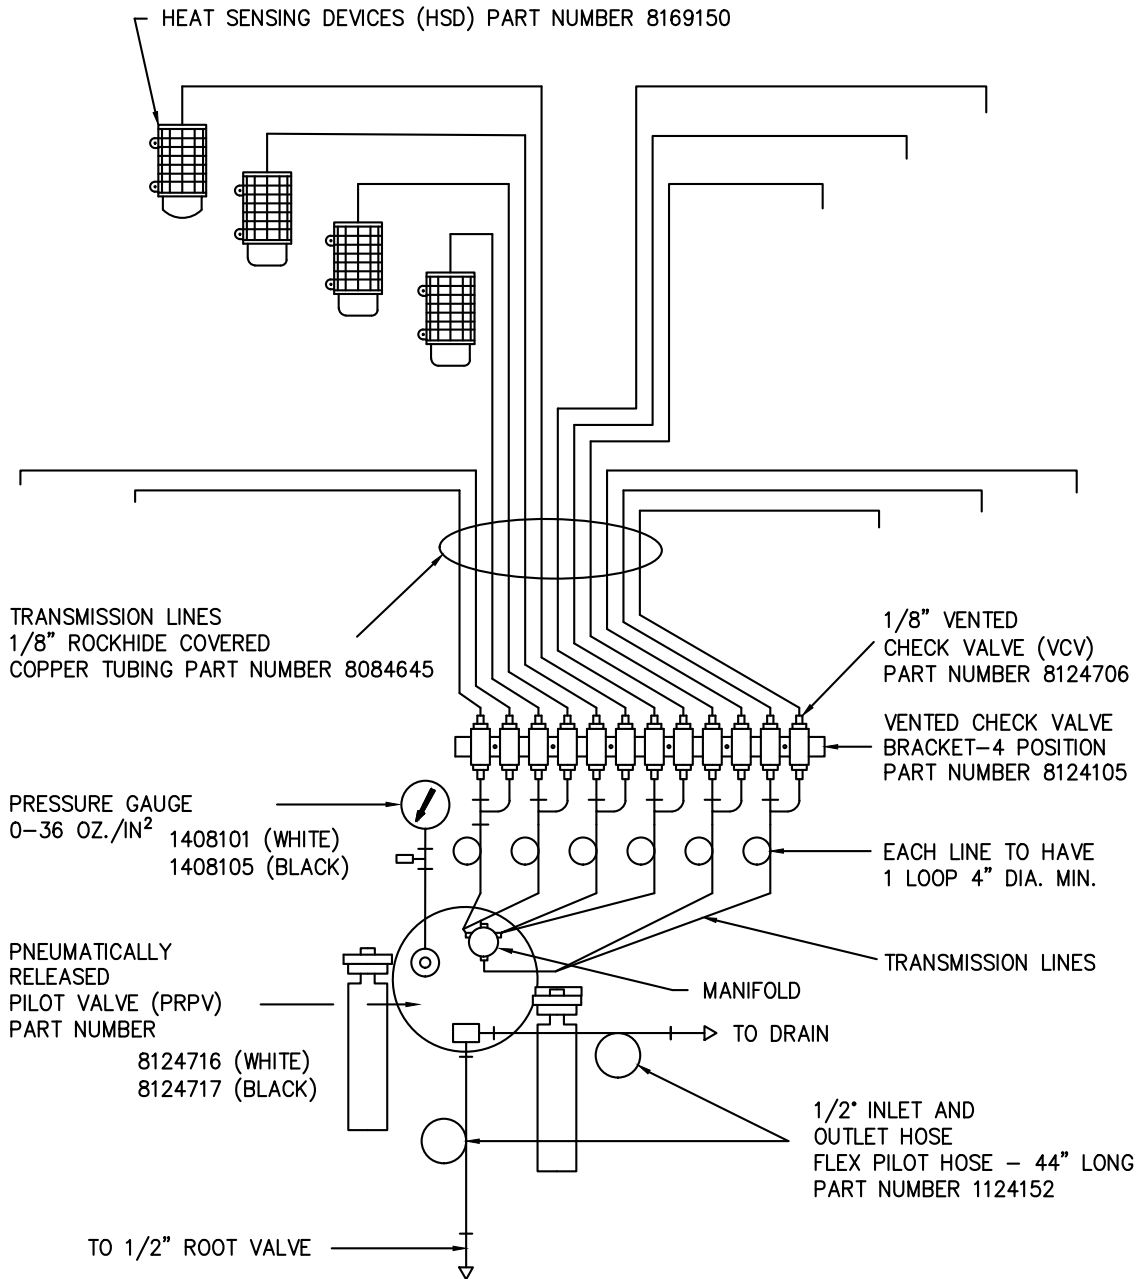 HEAT SENSING DEVICES (HSD) PART NUMBER 8169150
TRANSMISSION LINES
1/8" ROCKHIDE COVERED
COPPER TUBING PART NUMBER 8084645
1/8" VENTED
CHECK VALVE (VCV)
PART NUMBER 8124706
VENTED CHECK VALVE
BRACKET-4 POSITION
PART NUMBER 8124105
PRESSURE GAUGE
0-36 OZ./IN²
1408101 (WHITE)
1408105 (BLACK)
EACH LINE TO HAVE
1 LOOP 4" DIA. MIN.
PNEUMATICALLY
RELEASED
PILOT VALVE (PRPV)
PART NUMBER
8124716 (WHITE)
8124717 (BLACK)
TRANSMISSION LINES
MANIFOLD
TO DRAIN
1/2" INLET AND
OUTLET HOSE
FLEX PILOT HOSE - 44" LONG
PART NUMBER 1124152
TO 1/2" ROOT VALVE